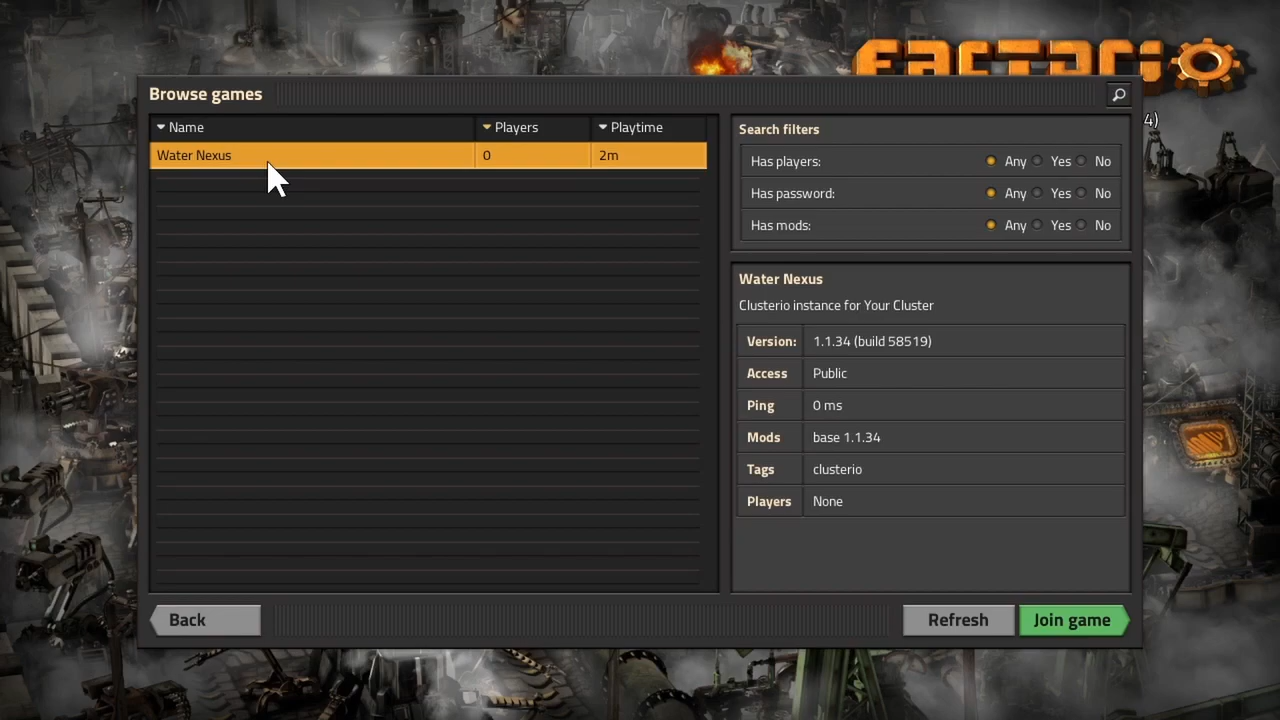 FACTORIO
Browse games
4)
Name Players Playtime
Water Nexus 0 2m
Search filters
Has players: Any Yes No
Has password: Any Yes No
Has mods: Any Yes No
Water Nexus
Clusterio instance for Your Cluster
Version: 1.1.34 (build 58519)
Access Public
Ping 0 ms
Mods base 1.1.34
Tags clusterio
Players None
Back Refresh Join game